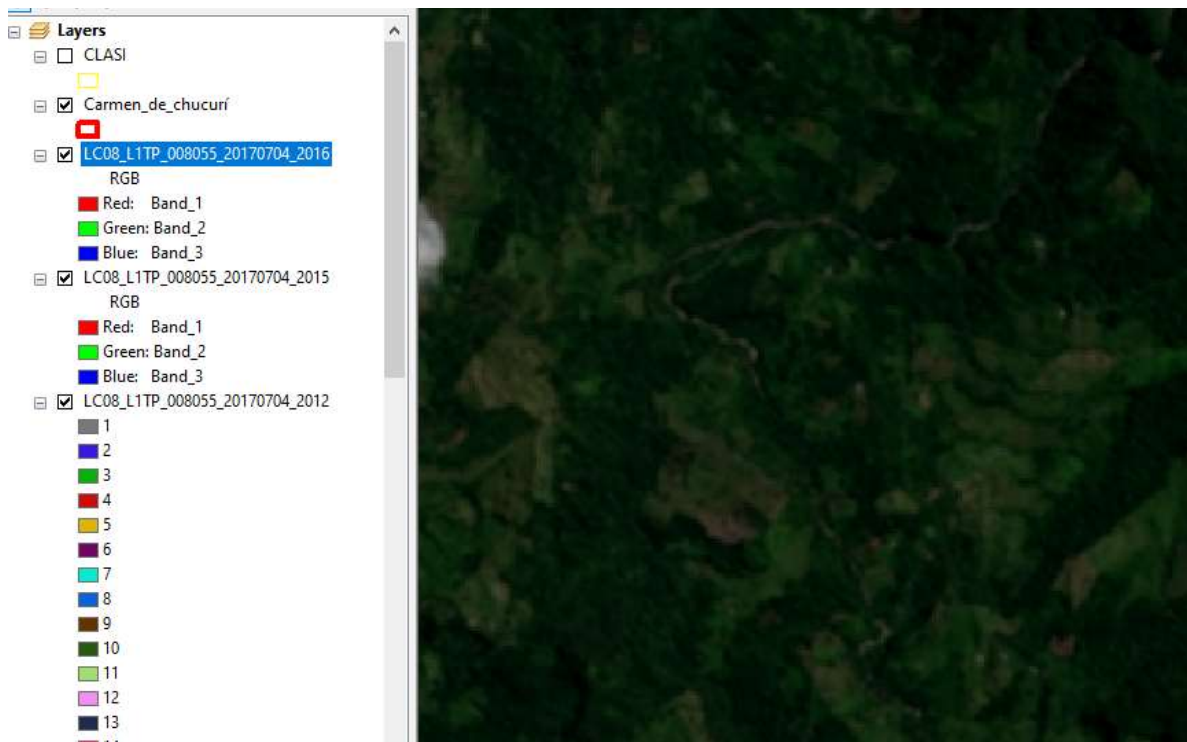 Layers
CLASI
Carmen_de_chucurí
LC08_L1TP_008055_20170704_2016
RGB
Red: Band_1
Green: Band_2
Blue: Band_3
LC08_L1TP_008055_20170704_2015
RGB
Red: Band_1
Green: Band_2
Blue: Band_3
LC08_L1TP_008055_20170704_2012
1
2
3
4
5
6
7
8
9
10
11
12
13